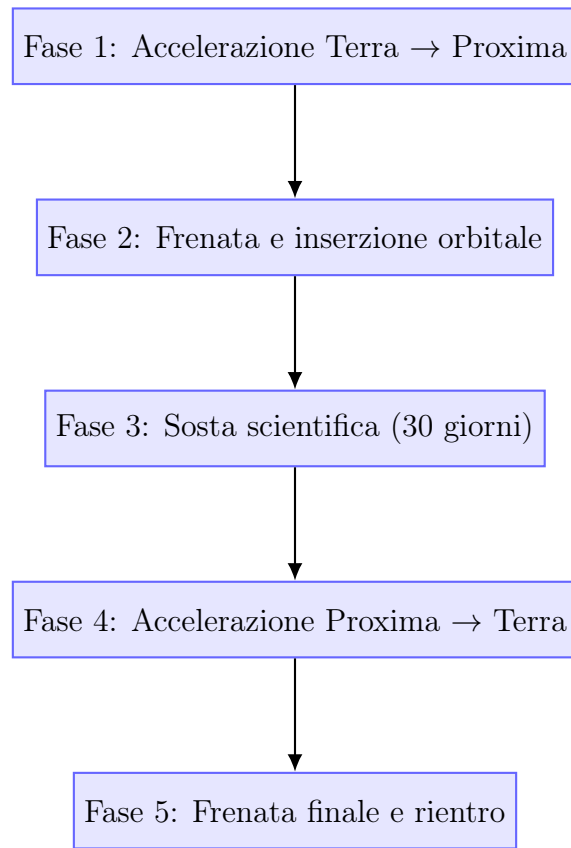 Fase 1: Accelerazione Terra → Proxima
Fase 2: Frenata e inserzione orbitale
Fase 3: Sosta scientifica (30 giorni)
Fase 4: Accelerazione Proxima → Terra
Fase 5: Frenata finale e rientro